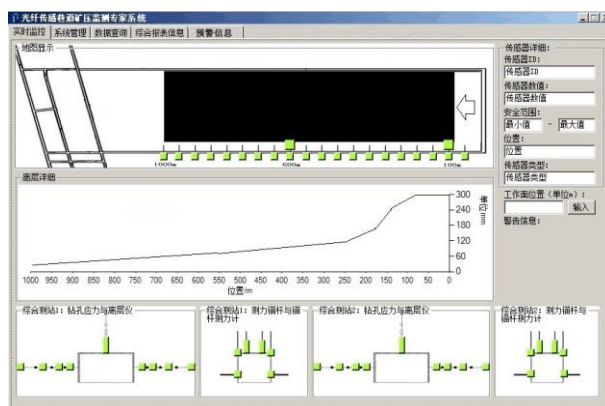 光纤传感巷道矿压监测专家系统
实时监控 系统管理 数据查询 综合报表信息 预警信息
地图显示
1000m 600m 100m
传感器详细:
传感器ID:
传感器ID
传感器数值:
传感器数值
安全范围:
最小值 - 最大值
位置:
位置
传感器类型:
传感器类型
工作面位置(单位m):
输入
警告信息:
离层详细
300
240
180
120
60
0
单位/mm
1000 950 900 850 800 750 700 650 600 550 500 450 400 350 300 250 200 150 100 50 0
位置/m
综合测站1: 钻孔应力与离层仪
综合测站1: 测力锚杆与锚杆测力计
综合测站2: 钻孔应力与离层仪
综合测站2: 测力锚杆与锚杆测力计